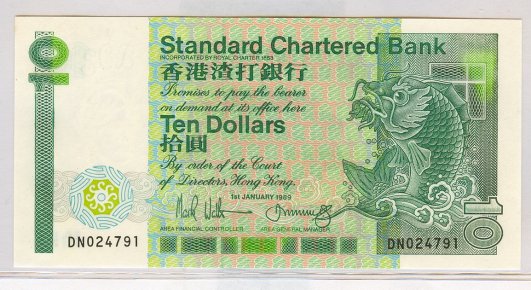 10
Standard Chartered Bank
INCORPORATED BY ROYAL CHARTER 1853
香港渣打銀行
Promises to pay the bearer
on demand at its office here
Ten Dollars
拾圓
By order of the Court
of Directors, Hong Kong.
1st JANUARY 1989
AREA FINANCIAL CONTROLLER AREA GENERAL MANAGER
DN024791 DN024791
10